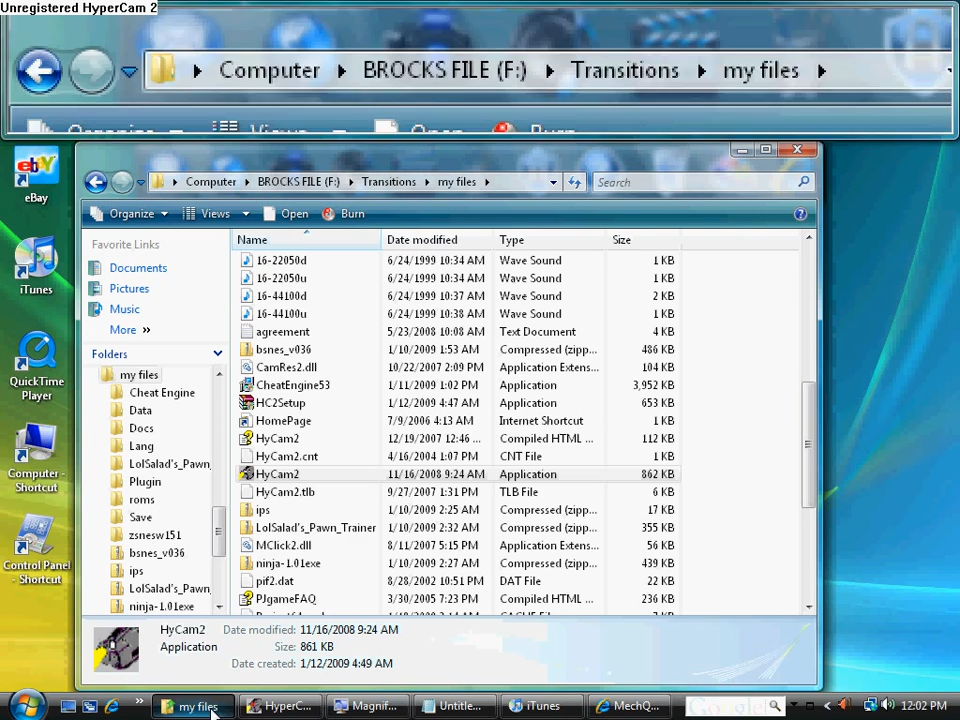 Unregistered HyperCam 2
Computer BROCKS FILE (F:) Transitions my files
Organize Views Open Burn
eBay
iTunes
QuickTime Player
Computer - Shortcut
Control Panel - Shortcut
Computer BROCKS FILE (F:) Transitions my files Search
Organize Views Open Burn
Favorite Links
Documents
Pictures
Music
More »
Folders
my files
Cheat Engine
Data
Docs
Lang
LolSalad's_Pawn_
Plugin
roms
Save
zsnesw151
bsnes_v036
ips
LolSalad's_Pawn_
ninja-1.01exe
Name Date modified Type Size
16-22050d 6/24/1999 10:34 AM Wave Sound 1 KB
16-22050u 6/24/1999 10:34 AM Wave Sound 1 KB
16-44100d 6/24/1999 10:37 AM Wave Sound 2 KB
16-44100u 6/24/1999 10:38 AM Wave Sound 1 KB
agreement 5/23/2008 10:08 AM Text Document 4 KB
bsnes_v036 1/10/2009 1:53 AM Compressed (zipp... 486 KB
CamRes2.dll 10/22/2007 2:09 PM Application Extens... 104 KB
CheatEngine53 1/11/2009 1:02 PM Application 3,952 KB
HC2Setup 1/12/2009 4:47 AM Application 653 KB
HomePage 7/9/2006 4:13 AM Internet Shortcut 1 KB
HyCam2 12/19/2007 12:46 ... Compiled HTML ... 112 KB
HyCam2.cnt 4/16/2004 1:07 PM CNT File 1 KB
HyCam2 11/16/2008 9:24 AM Application 862 KB
HyCam2.tlb 9/27/2007 1:31 PM TLB File 6 KB
ips 1/10/2009 2:25 AM Compressed (zipp... 17 KB
LolSalad's_Pawn_Trainer 1/10/2009 2:32 AM Compressed (zipp... 355 KB
MClick2.dll 8/11/2007 5:15 PM Application Extens... 56 KB
ninja-1.01exe 1/10/2009 2:27 AM Compressed (zipp... 439 KB
pif2.dat 8/28/2002 10:51 PM DAT File 22 KB
PJgameFAQ 3/30/2005 7:23 PM Compiled HTML ... 236 KB
HyCam2 Date modified: 11/16/2008 9:24 AM
Application Size: 861 KB
Date created: 1/12/2009 4:49 AM
» my files HyperC... Magnif... Untitle... iTunes MechQ... Google 12:02 PM